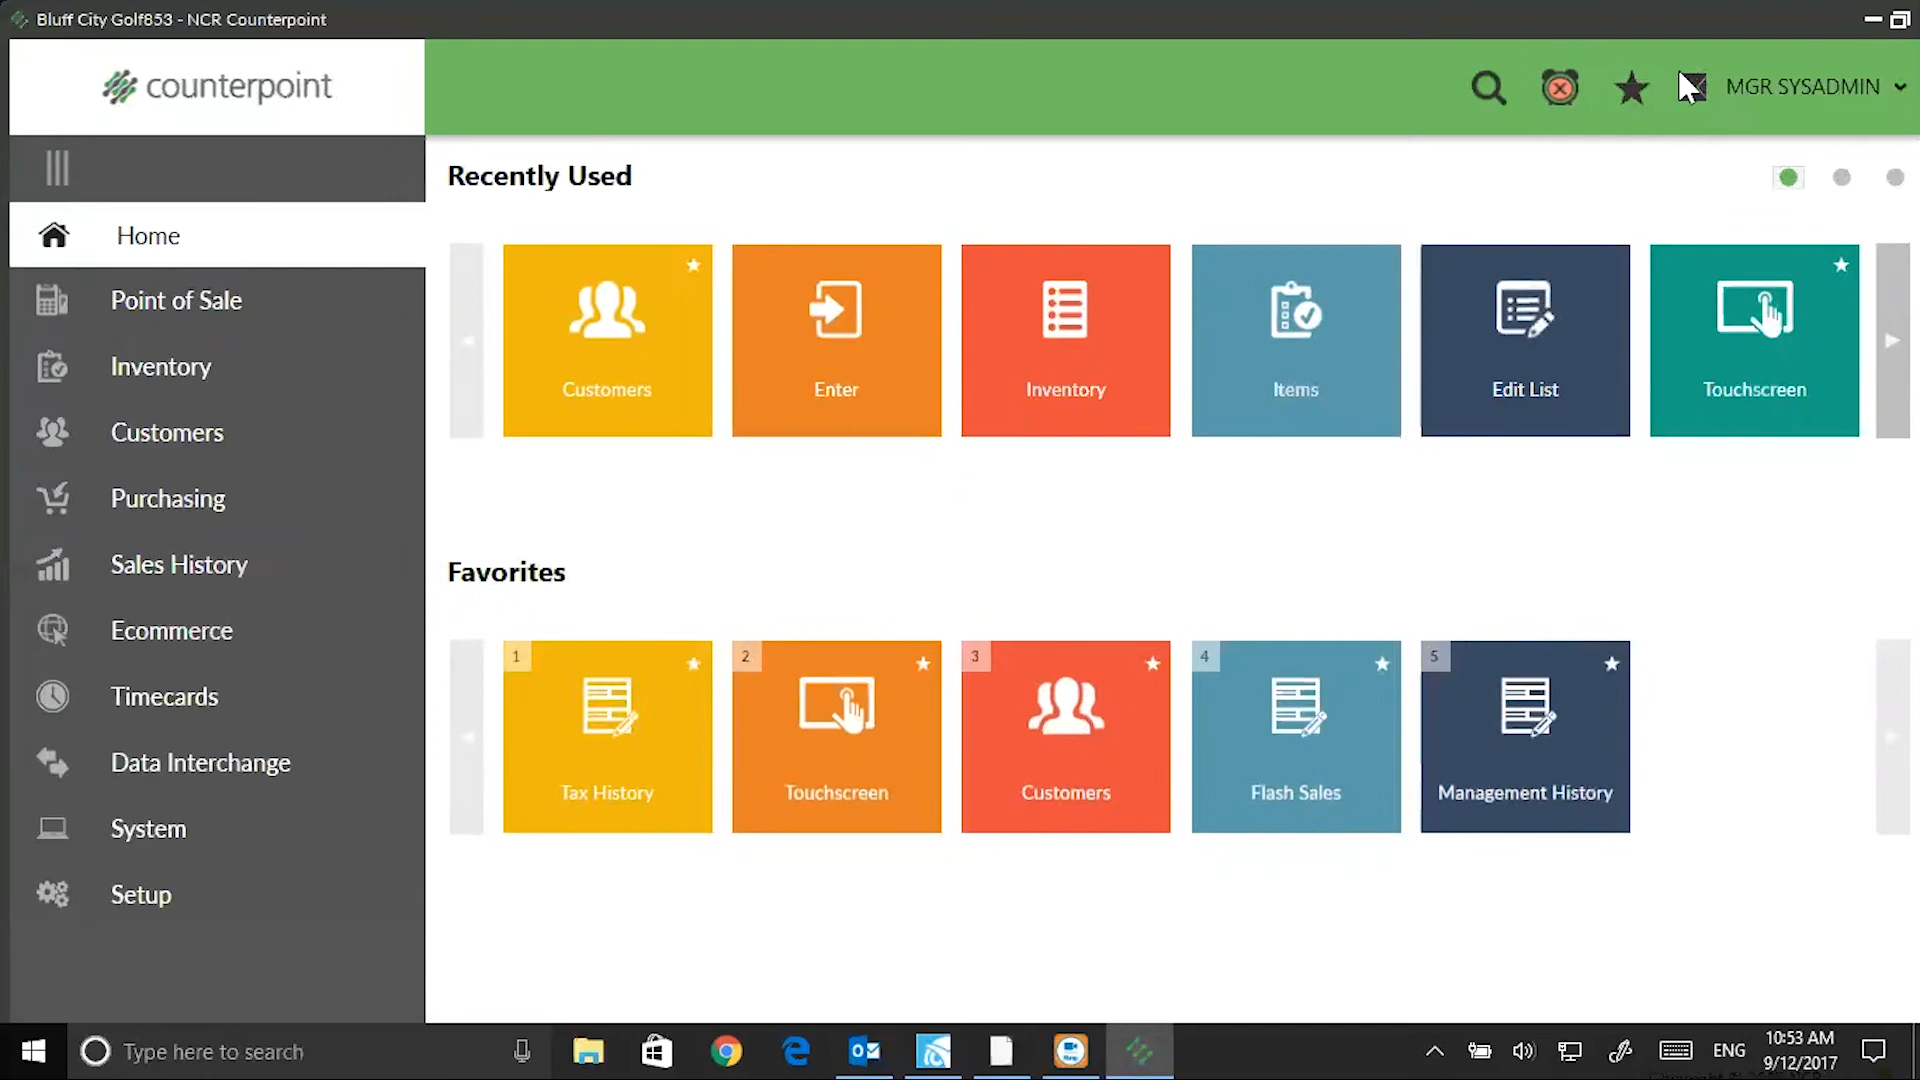 Bluff City Golf853 - NCR Counterpoint
counterpoint
MGR SYSADMIN
Home
Point of Sale
Inventory
Customers
Purchasing
Sales History
Ecommerce
Timecards
Data Interchange
System
Setup
Recently Used
Customers
Enter
Inventory
Items
Edit List
Touchscreen
Favorites
1
2
3
4
5
Tax History
Touchscreen
Customers
Flash Sales
Management History
Type here to search
ENG
10:53 AM
9/12/2017